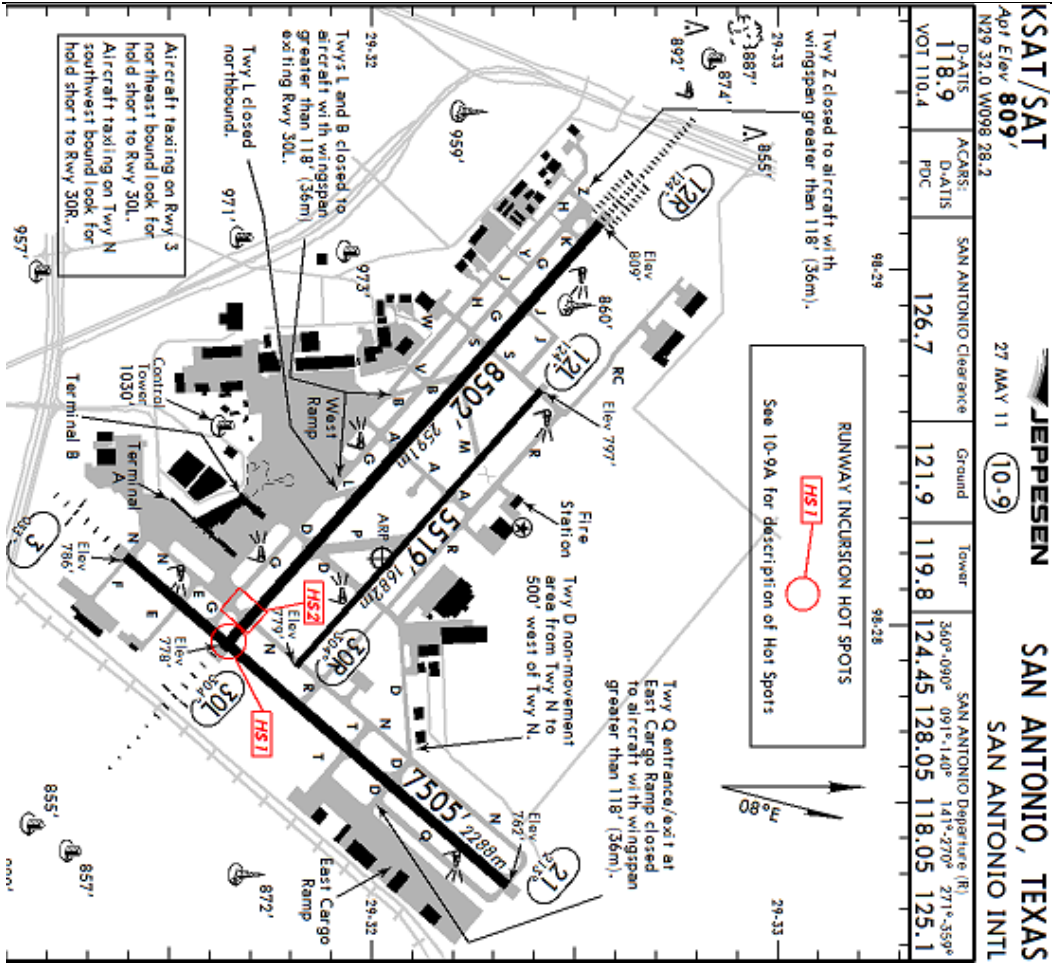 KSAT/SAT
Apt Elev 809'
N29 32.0 W098 28.2
JEPPESEN
27 MAY 11
10-9
SAN ANTONIO, TEXAS
SAN ANTONIO INTL
D-ATIS
118.9
VOT 110.4
ACARS:
D-ATIS
PDC
SAN ANTONIO Clearance
126.7
Ground
121.9
Tower
119.8
SAN ANTONIO Departure (R)
360°-090° 091°-140° 141°-270° 271°-359°
124.45 128.05 118.05 125.1
98-29
98-28
RUNWAY INCURSION HOT SPOTS
HS1
See 10-9A for description of Hot Spots
08°E
29-33
29-33
887'
874'
892'
855'
Twy Z closed to aircraft with
wingspan greater than 118' (36m).
12R
124°
Elev
809'
860'
12L
124°
Elev 797'
RC
R
Z
H
K
Y
G
J
H
J
J
G
S
S
W
V
V
B
B
M
A
A
A
R
G
L
D
P
D
G
N
8502' 2591m
5519' 1682m
Fire
Station
ARP
Twy D non-movement
area from Twy N to
500' west of Twy N.
Twy Q entrance/exit at
East Cargo Ramp closed
to aircraft with wingspan
greater than 118' (36m).
Elev
762'
21
7505' 2288m
N
D
N
D
D
Q
T
T
R
Elev
779'
30R
304°
HS2
HS1
30L
304°
Elev
778'
G
E
E
N
N
F
Elev
786'
3
033°
29-32
29-32
959'
Twys L and B closed to
aircraft with wingspan
greater than 118' (36m)
exiting Rwy 30L.
Twy L closed
northbound.
973'
971'
957'
West
Ramp
Control
Tower
1030'
Terminal B
Terminal
A
Aircraft taxiing on Rwy 3
northeast bound look for
hold short to Rwy 30L.
Aircraft taxiing on Twy N
southwest bound look for
hold short to Rwy 30R.
East Cargo
Ramp
872'
855'
857'